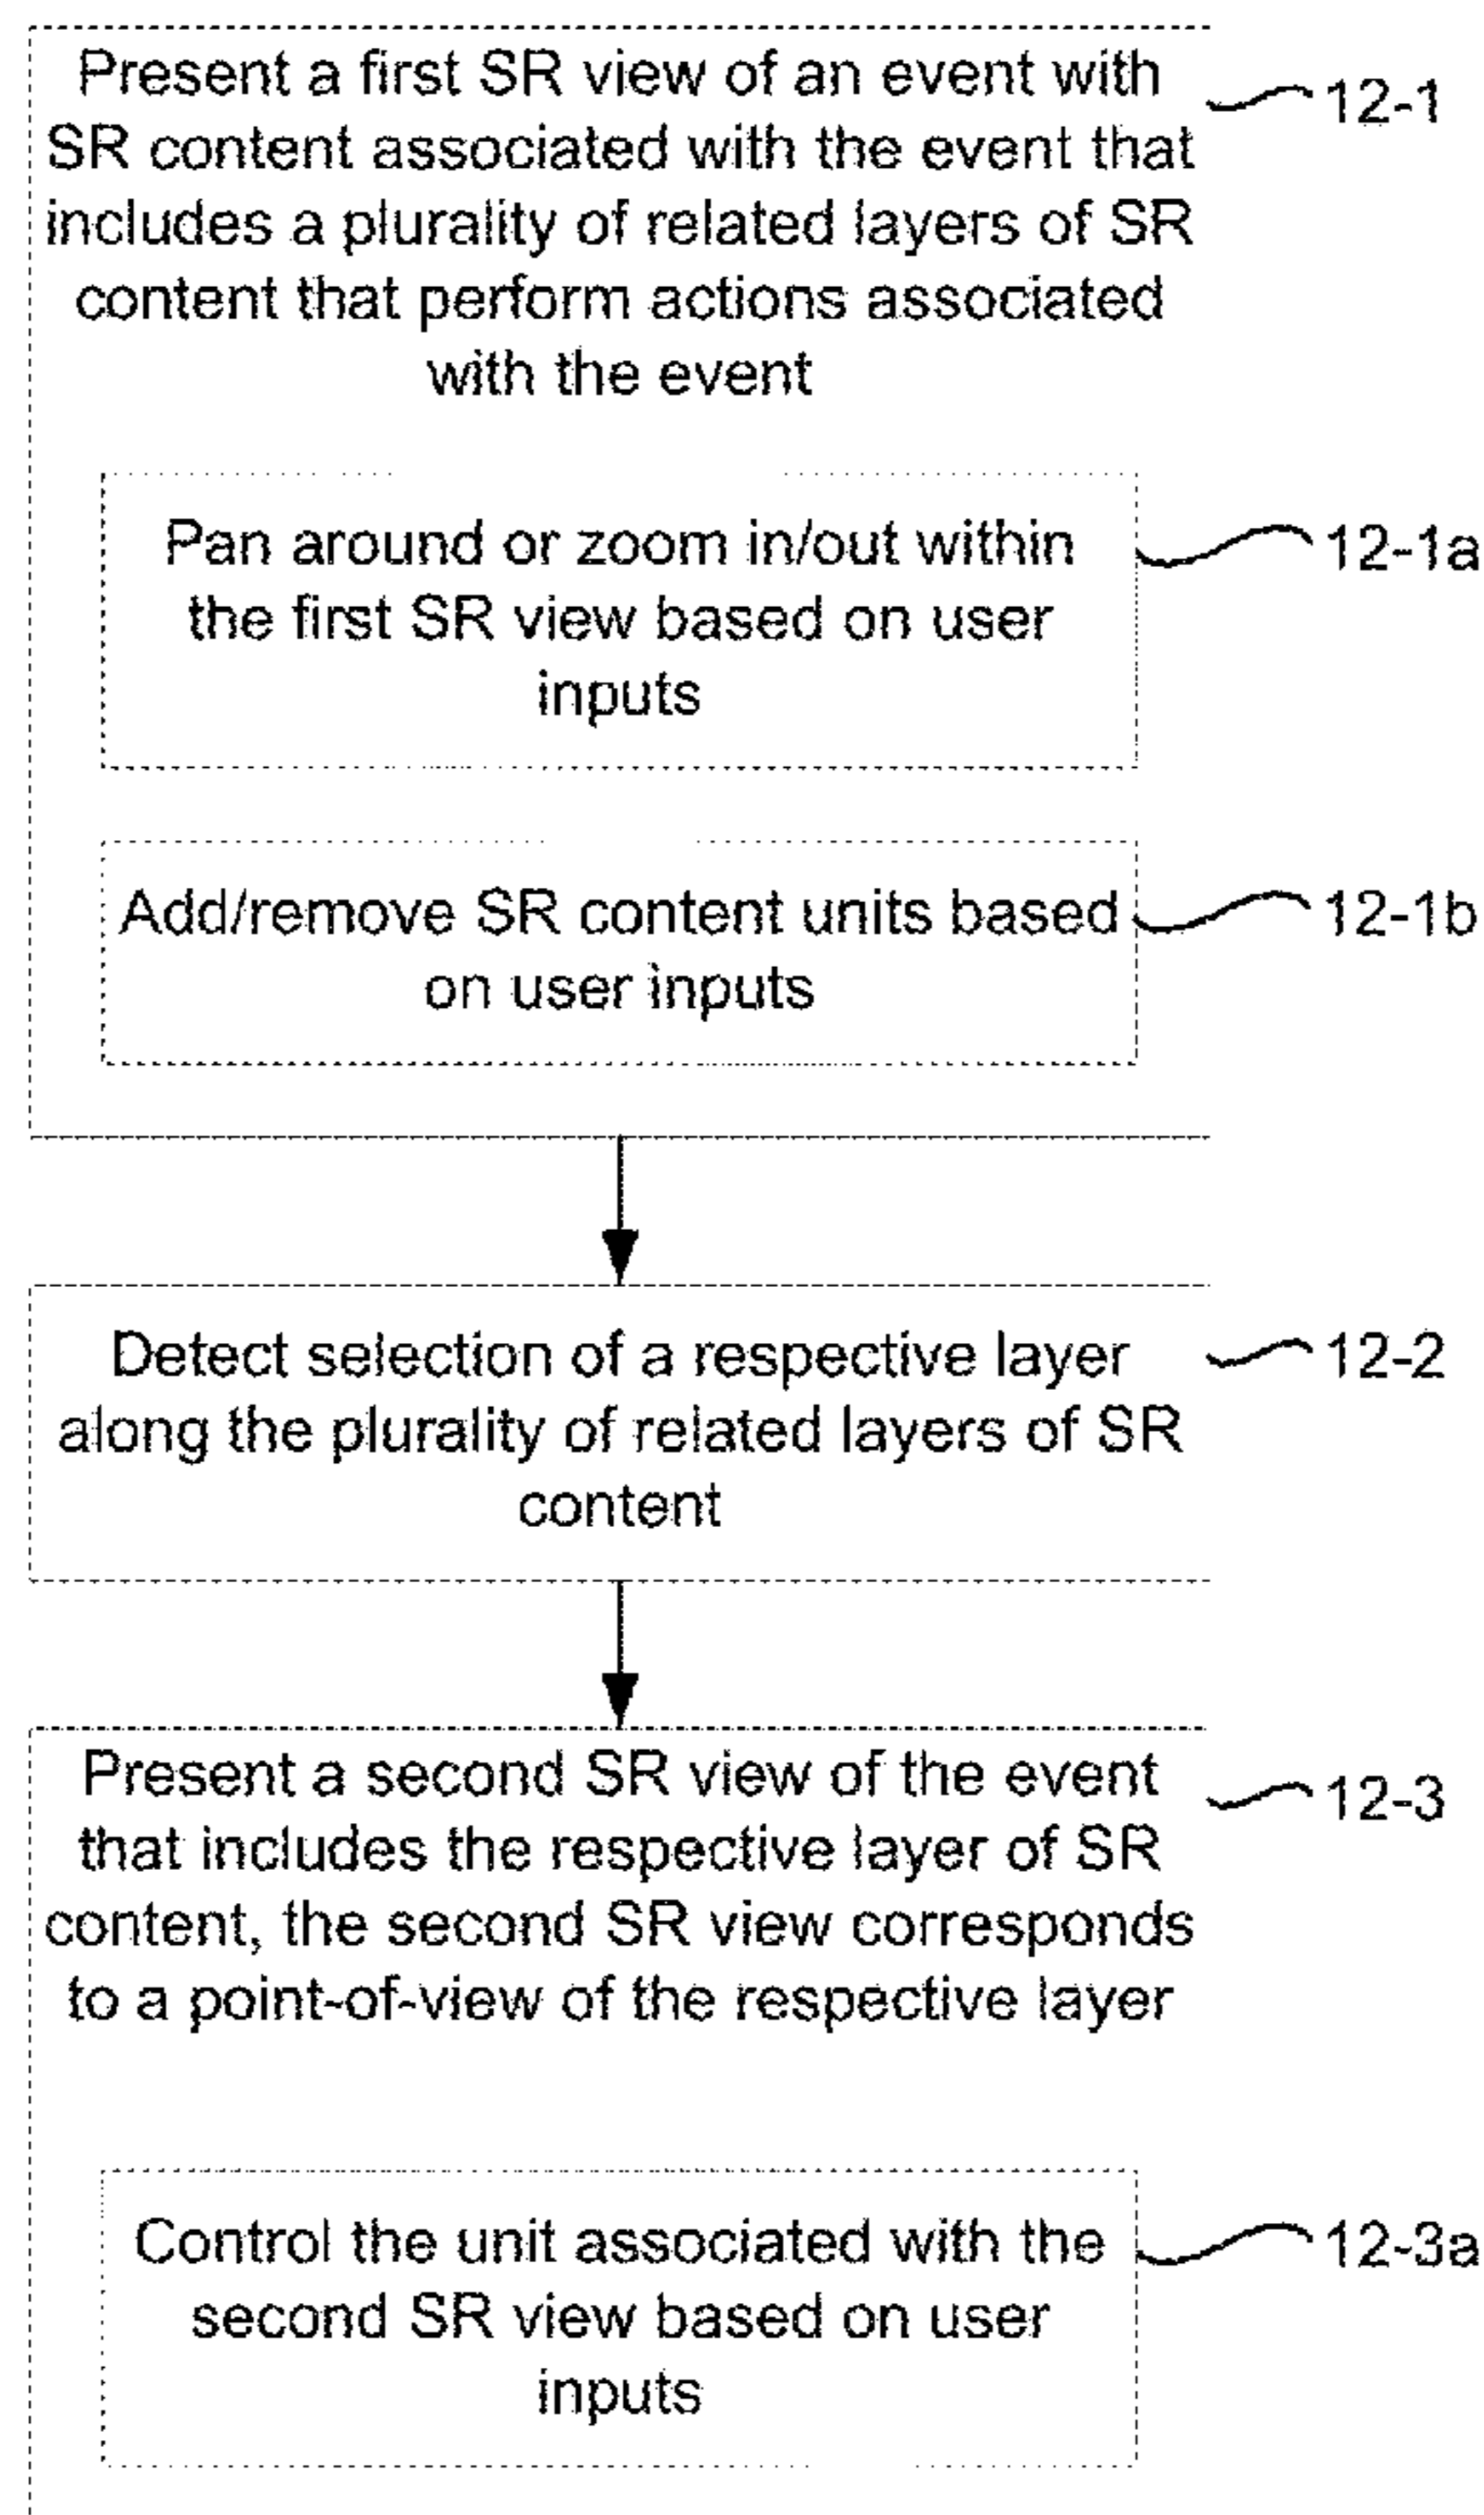 Present a first SR view of an event with
SR content associated with the event that
includes a plurality of related layers of SR
content that perform actions associated
with the event
12-1
Pan around or zoom in/out within
the first SR view based on user
inputs
12-1a
Add/remove SR content units based
on user inputs
12-1b
Detect selection of a respective layer
along the plurality of related layers of SR
content
12-2
Present a second SR view of the event
that includes the respective layer of SR
content, the second SR view corresponds
to a point-of-view of the respective layer
12-3
Control the unit associated with the
second SR view based on user
inputs
12-3a